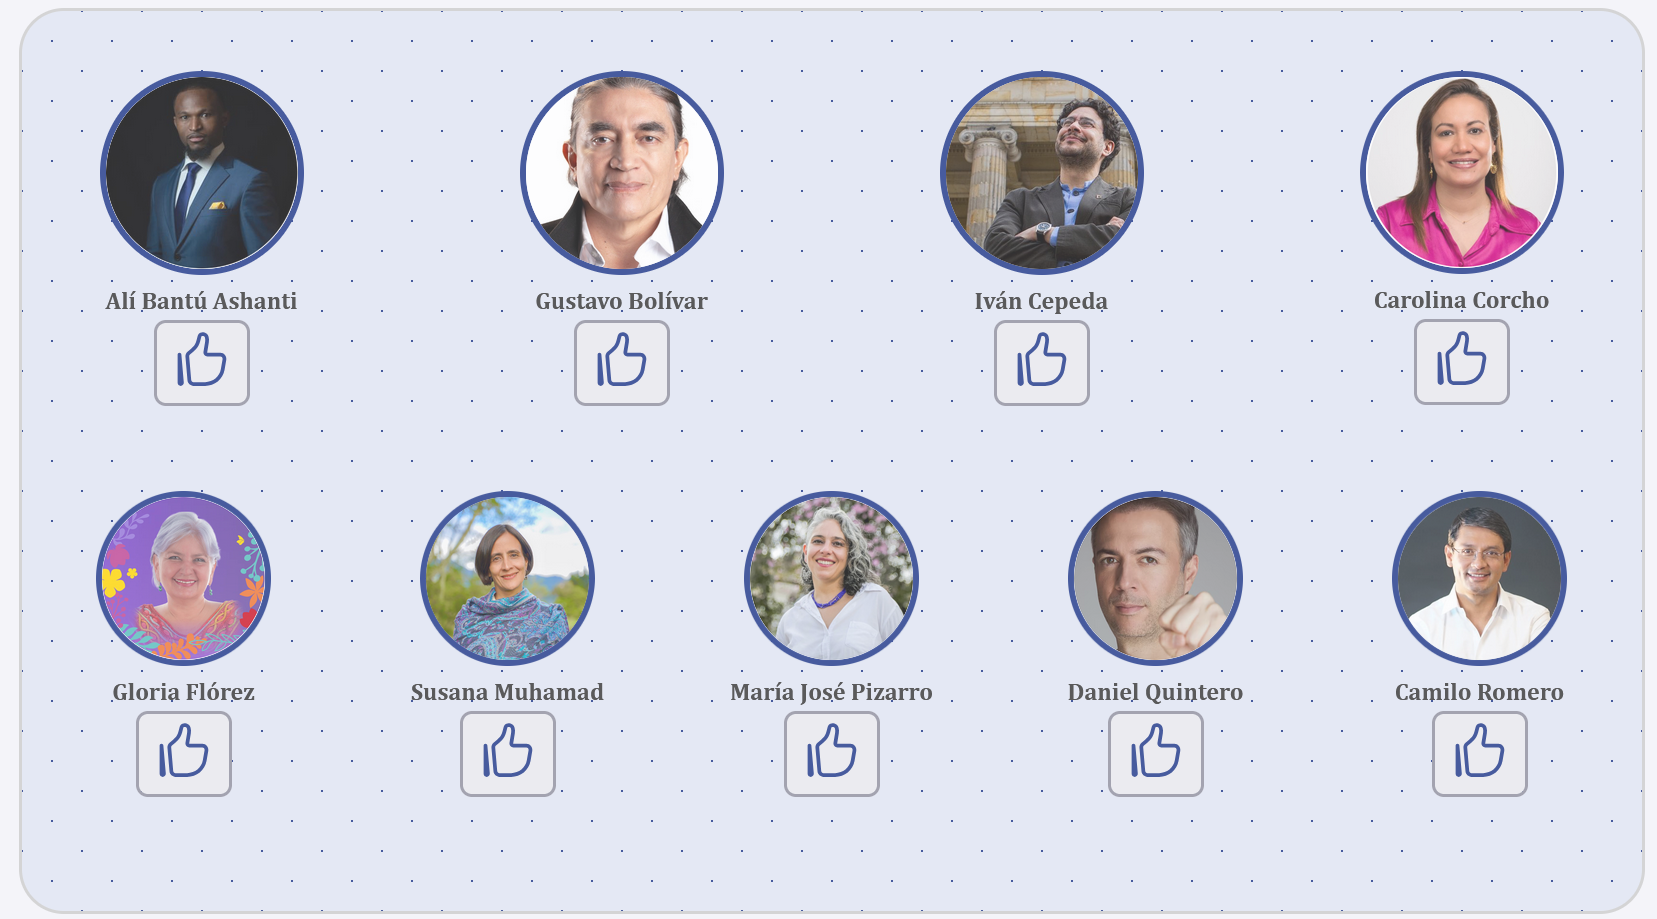 Alí Bantú Ashanti
Gustavo Bolívar
Iván Cepeda
Carolina Corcho
Gloria Flórez
Susana Muhamad
María José Pizarro
Daniel Quintero
Camilo Romero